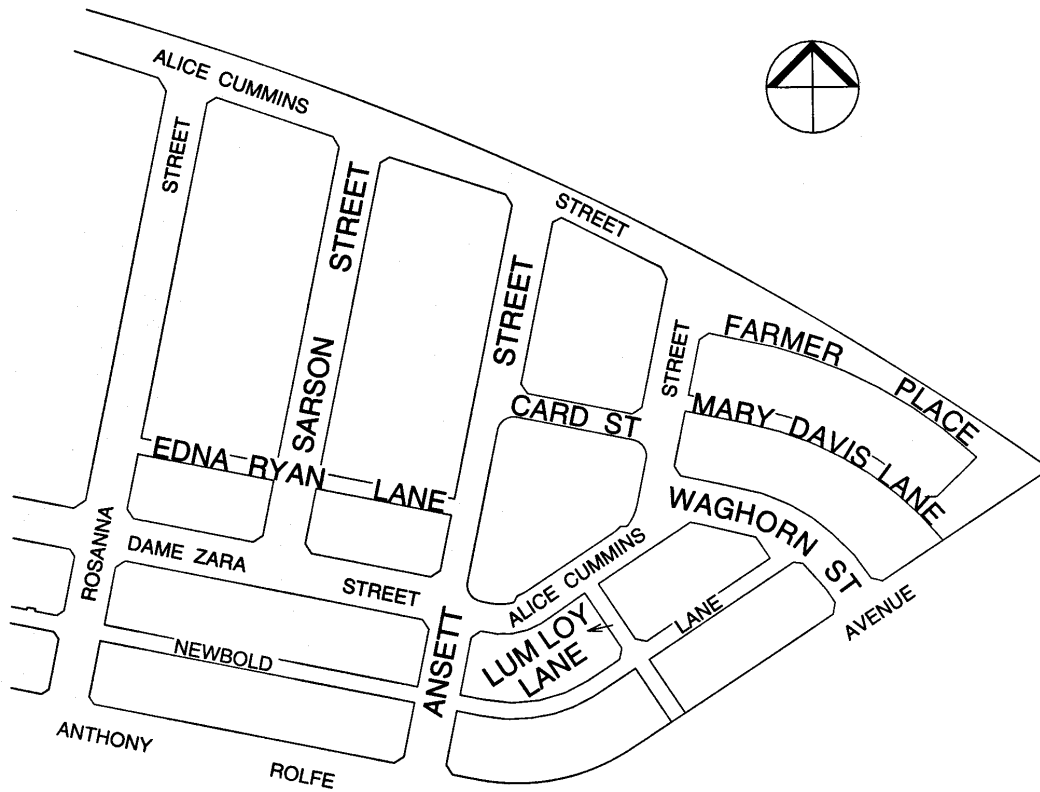 ALICE CUMMINS
STREET
STREET
STREET
SARSON
STREET
STREET
FARMER
PLACE
CARD ST
MARY DAVIS LANE
EDNA RYAN LANE
WAGHORN ST
ROSANNA
DAME ZARA
STREET
ALICE CUMMINS
AVENUE
LANE
LUM LOY
LANE
ANSETT
NEWBOLD
ANTHONY
ROLFE